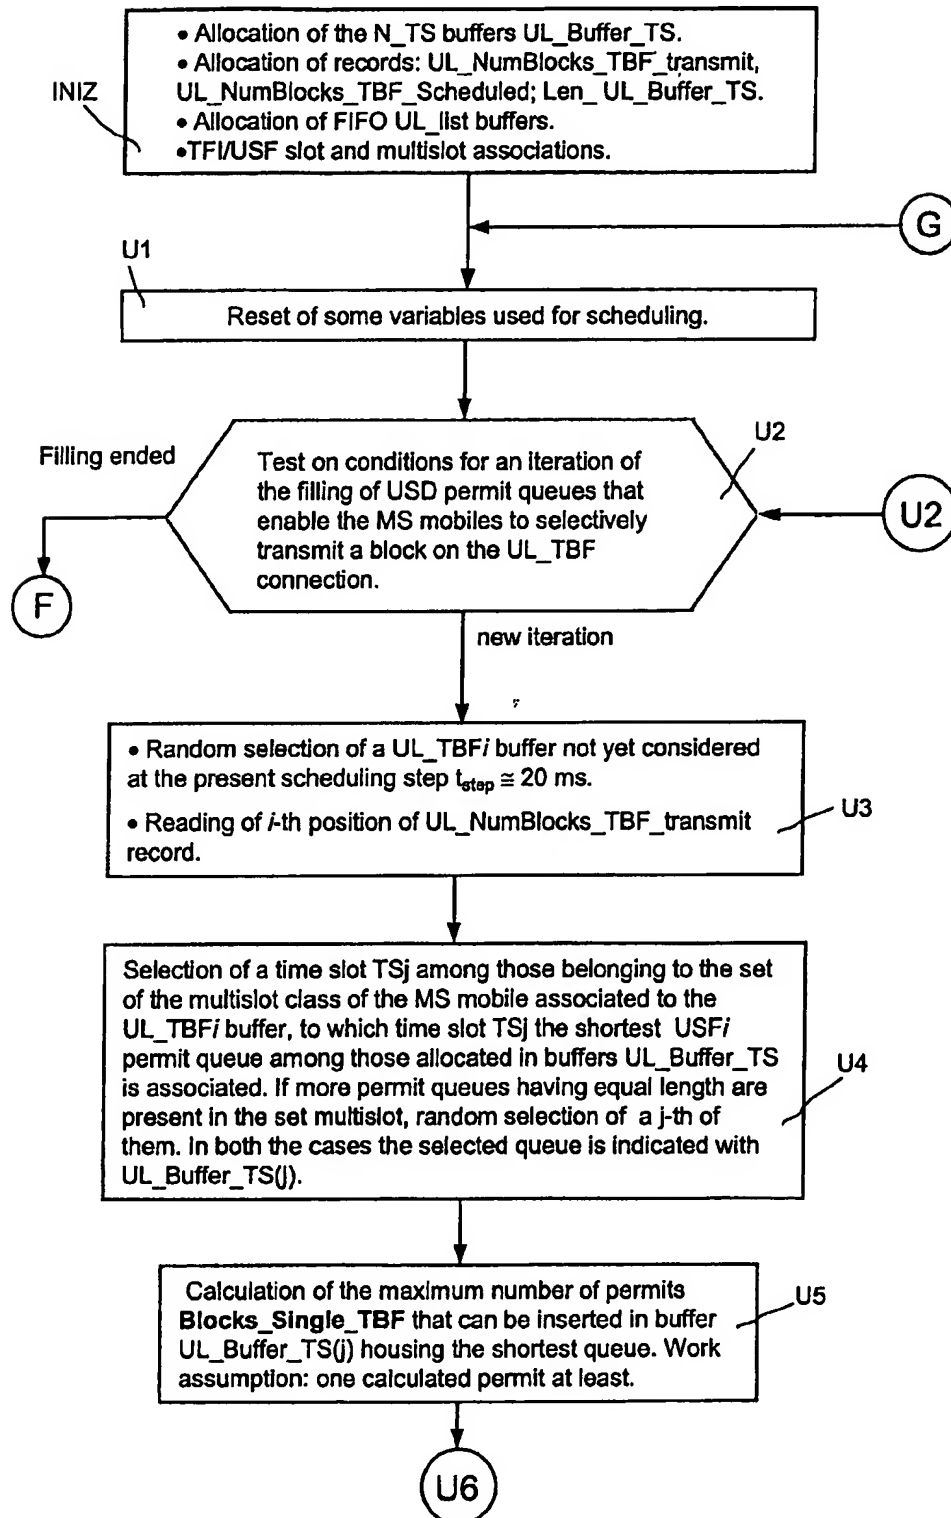 • Allocation of the N_TS buffers UL_Buffer_TS.
• Allocation of records: UL_NumBlocks_TBF_transmit,
UL_NumBlocks_TBF_Scheduled; Len_ UL_Buffer_TS.
• Allocation of FIFO UL_list buffers.
•TFI/USF slot and multislot associations.
INIZ
G
U1
Reset of some variables used for scheduling.
Filling ended
U2
Test on conditions for an iteration of
the filling of USD permit queues that
enable the MS mobiles to selectively
transmit a block on the UL_TBF
connection.
U2
F
new iteration
• Random selection of a UL_TBFi buffer not yet considered
at the present scheduling step tstep ≅ 20 ms.
• Reading of i-th position of UL_NumBlocks_TBF_transmit
record.
U3
Selection of a time slot TSj among those belonging to the set
of the multislot class of the MS mobile associated to the
UL_TBFi buffer, to which time slot TSj the shortest USFi
permit queue among those allocated in buffers UL_Buffer_TS
is associated. If more permit queues having equal length are
present in the set multislot, random selection of a j-th of
them. In both the cases the selected queue is indicated with
UL_Buffer_TS(j).
U4
Calculation of the maximum number of permits
Blocks_Single_TBF that can be inserted in buffer
UL_Buffer_TS(j) housing the shortest queue. Work
assumption: one calculated permit at least.
U5
U6